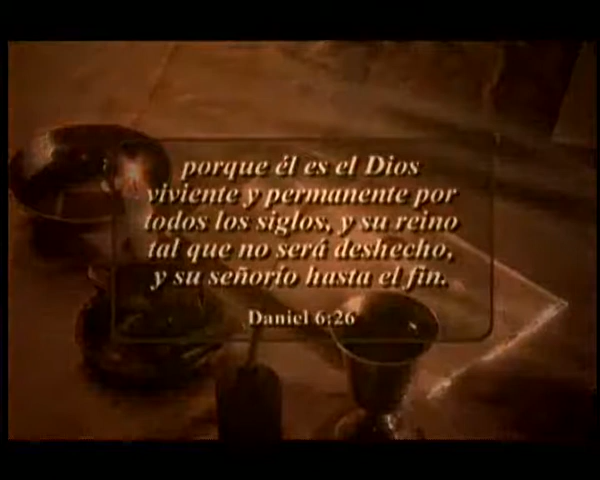 porque él es el Dios
viviente y permanente por
todos los siglos, y su reino
tal que no será deshecho,
y su señorío hasta el fin.
Daniel 6:26